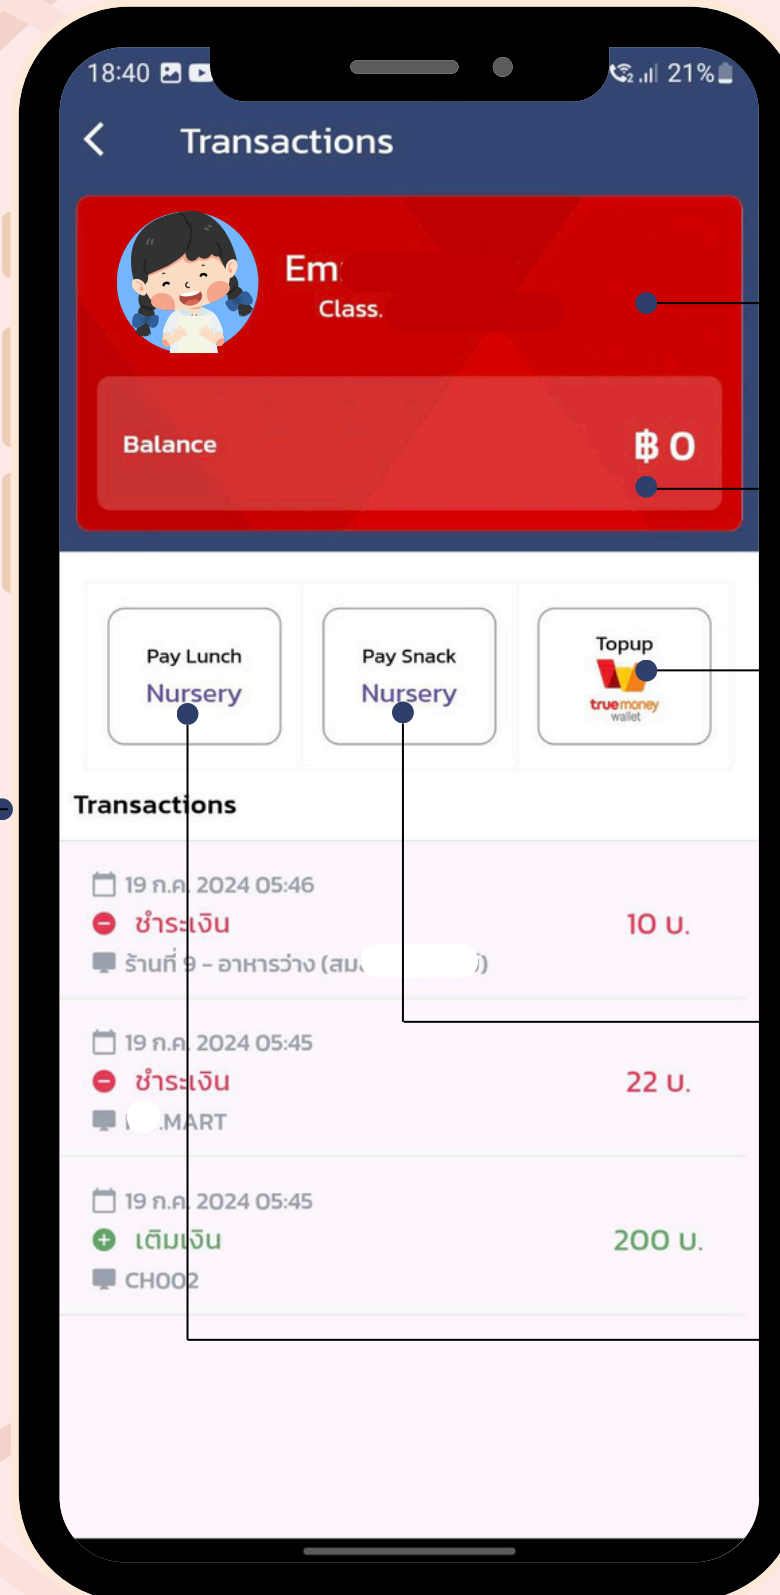 18:40
21%
Transactions
Em
Class.
Balance
฿ 0
Pay Lunch
Nursery
Pay Snack
Nursery
Topup
truemoney
wallet
Transactions
19 ก.ค. 2024 05:46
ชำระเงิน
10 บ.
ร้านที่ 9 - อาหารว่าง (สม
19 ก.ค. 2024 05:45
ชำระเงิน
22 บ.
.MART
19 ก.ค. 2024 05:45
เติมเงิน
200 บ.
CH002